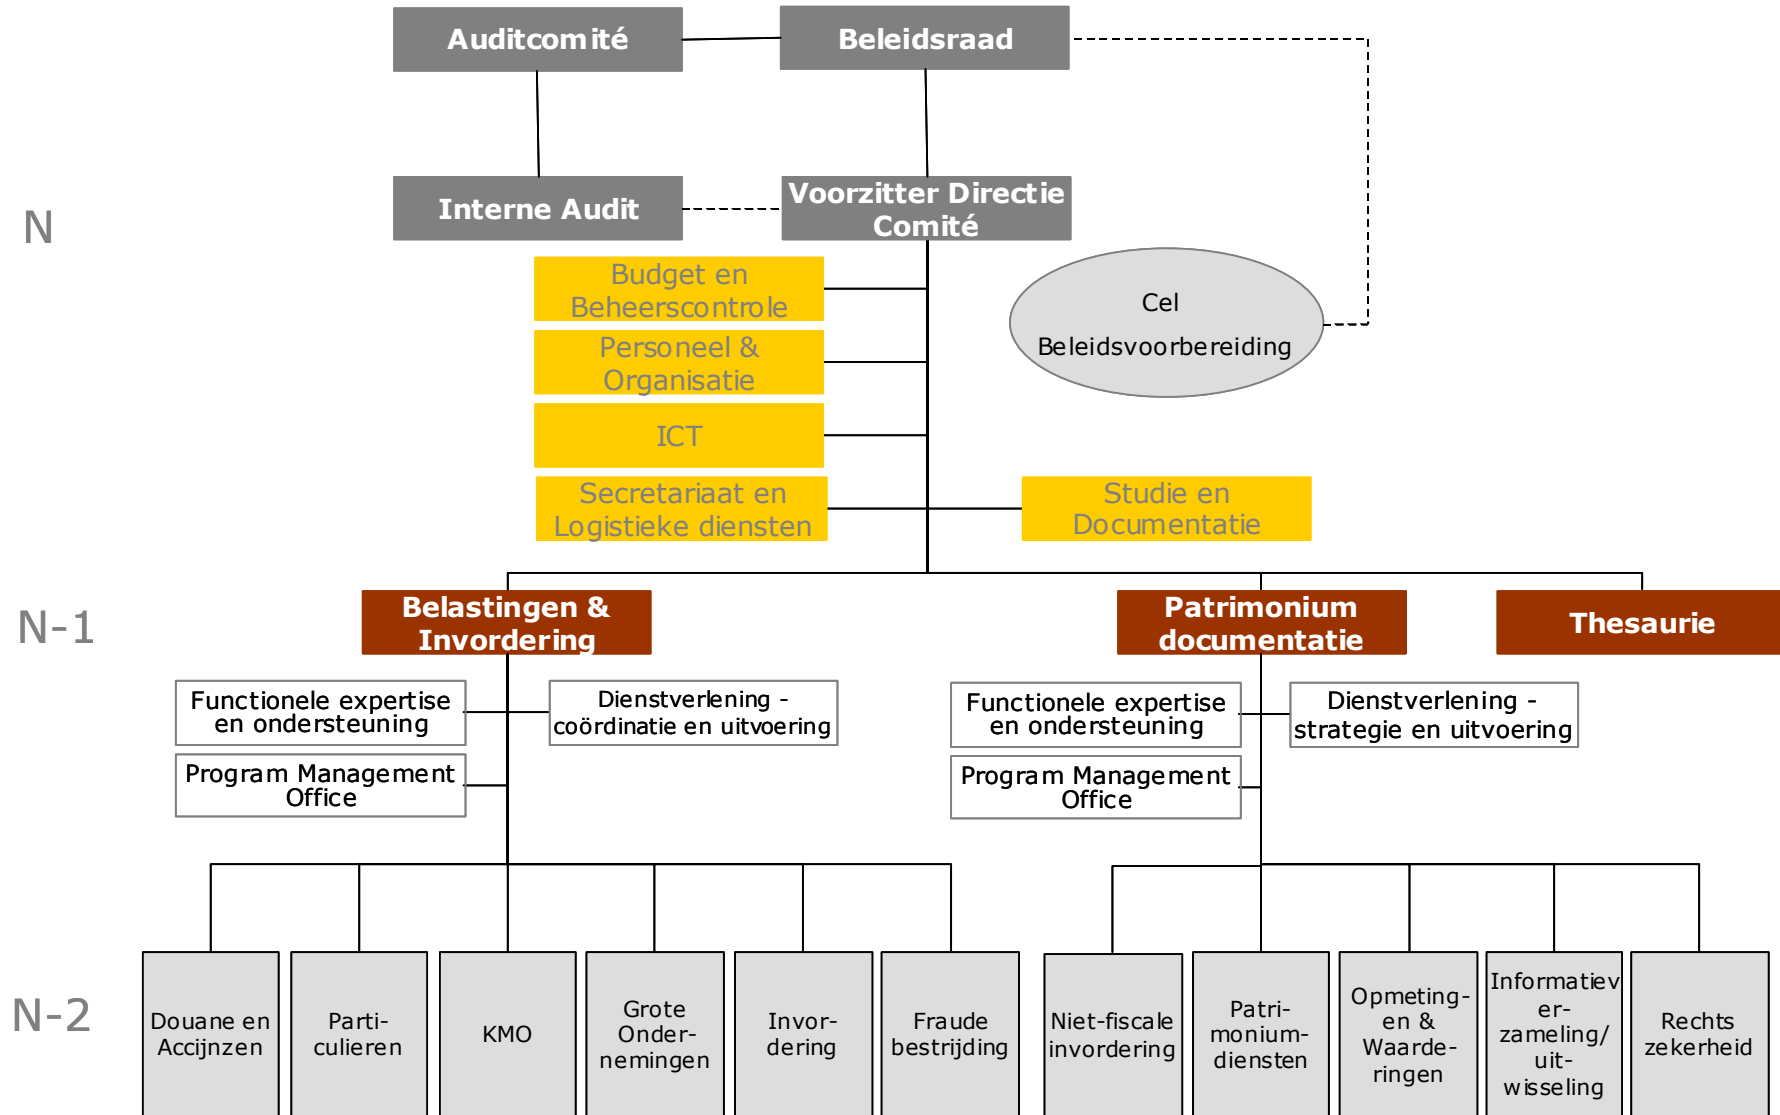 Auditcomité
Beleidsraad
N
Interne Audit
Voorzitter Directie
Comité
Budget en
Beheerscontrole
Cel
Beleidsvoorbereiding
Personeel &
Organisatie
ICT
Secretariaat en
Logistieke diensten
Studie en
Documentatie
N-1
Belastingen &
Invordering
Patrimonium
documentatie
Thesaurie
Functionele expertise
en ondersteuning
Dienstverlening -
coördinatie en uitvoering
Functionele expertise
en ondersteuning
Dienstverlening -
strategie en uitvoering
Program Management
Office
Program Management
Office
N-2
Douane en
Accijnzen
Parti-
culieren
KMO
Grote
Onder-
nemingen
Invor-
dering
Fraude
bestrijding
Niet-fiscale
invordering
Patri-
monium-
diensten
Opmeting-
en &
Waarde-
ringen
Informatiev
er-
zameling/
uit-
wisseling
Rechts
zekerheid